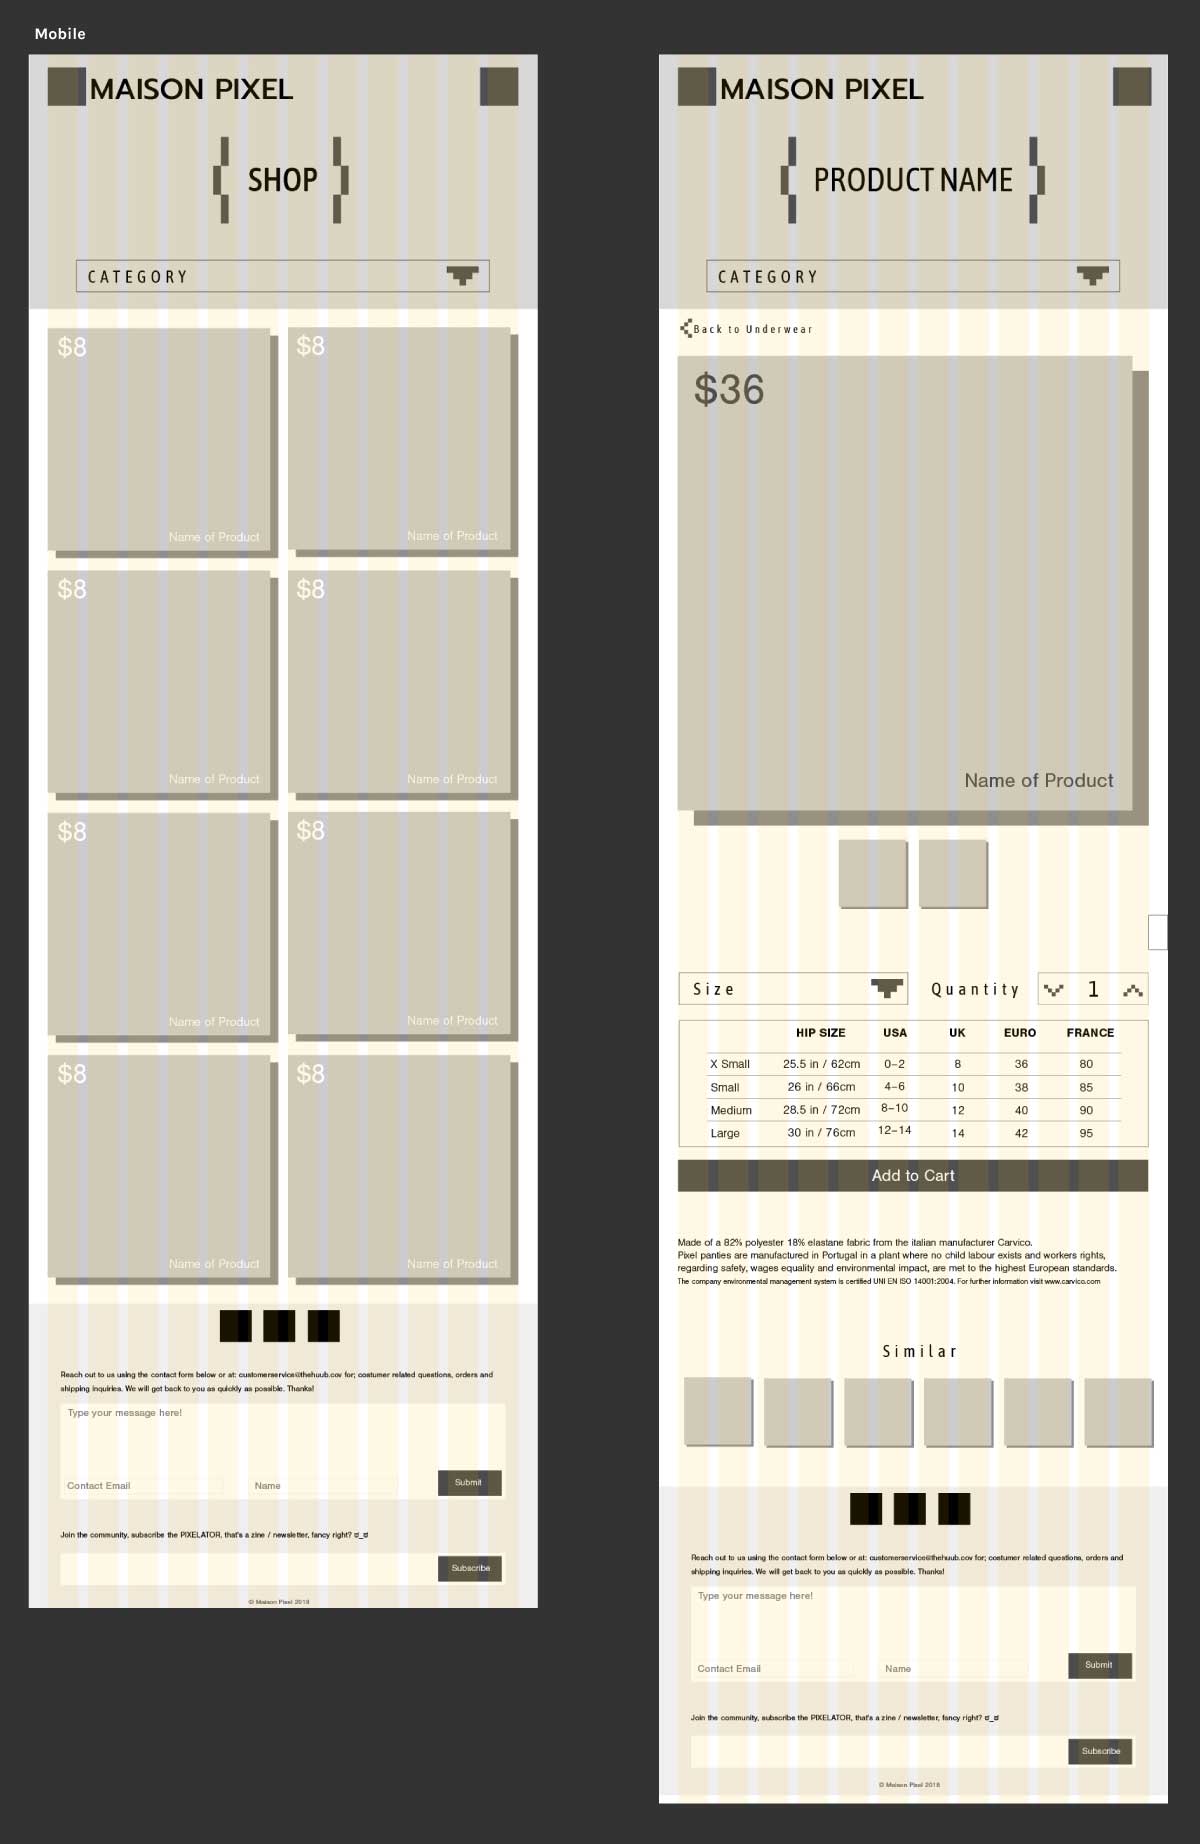 Mobile
MAISON PIXEL
SHOP
CATEGORY
$8
$8
Name of Product
Name of Product
$8
$8
Name of Product
Name of Product
$8
$8
Name of Product
Name of Product
$8
$8
Name of Product
Name of Product
Reach out to us using the contact form below or at: customerservice@thehuub.cov for; costumer related questions, orders and
shipping inquiries. We will get back to you as quickly as possible. Thanks!
Type your message here!
Contact Email
Name
Submit
Join the community, subscribe the PIXELATOR, that's a zine / newsletter, fancy right? ಠ_ಠ
Subscribe
© Maison Pixel 2018
MAISON PIXEL
PRODUCT NAME
CATEGORY
Back to Underwear
$36
Name of Product
Size
Quantity
1
HIP SIZE USA UK EURO FRANCE
X Small 25.5 in / 62cm 0–2 8 36 80
Small 26 in / 66cm 4–6 10 38 85
Medium 28.5 in / 72cm 8–10 12 40 90
Large 30 in / 76cm 12–14 14 42 95
Add to Cart
Made of a 82% polyester 18% elastane fabric from the italian manufacturer Carvico.
Pixel panties are manufactured in Portugal in a plant where no child labour exists and workers rights,
regarding safety, wages equality and environmental impact, are met to the highest European standards.
The company environmental management system is certified UNI EN ISO 14001:2004. For further information visit www.carvico.com
Similar
Reach out to us using the contact form below or at: customerservice@thehuub.cov for; costumer related questions, orders and
shipping inquiries. We will get back to you as quickly as possible. Thanks!
Type your message here!
Contact Email
Name
Submit
Join the community, subscribe the PIXELATOR, that's a zine / newsletter, fancy right? ಠ_ಠ
Subscribe
© Maison Pixel 2018